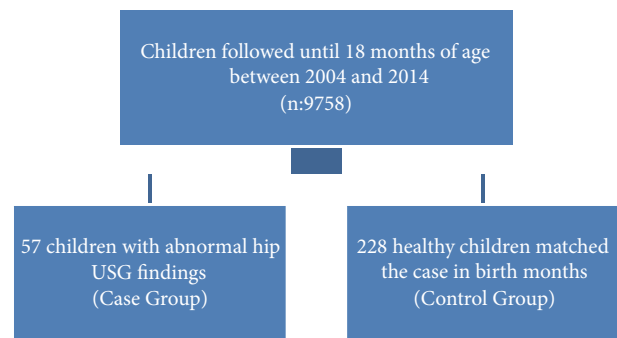 Children followed until 18 months of age
between 2004 and 2014
(n:9758)
57 children with abnormal hip
USG findings
(Case Group)
228 healthy children matched
the case in birth months
(Control Group)